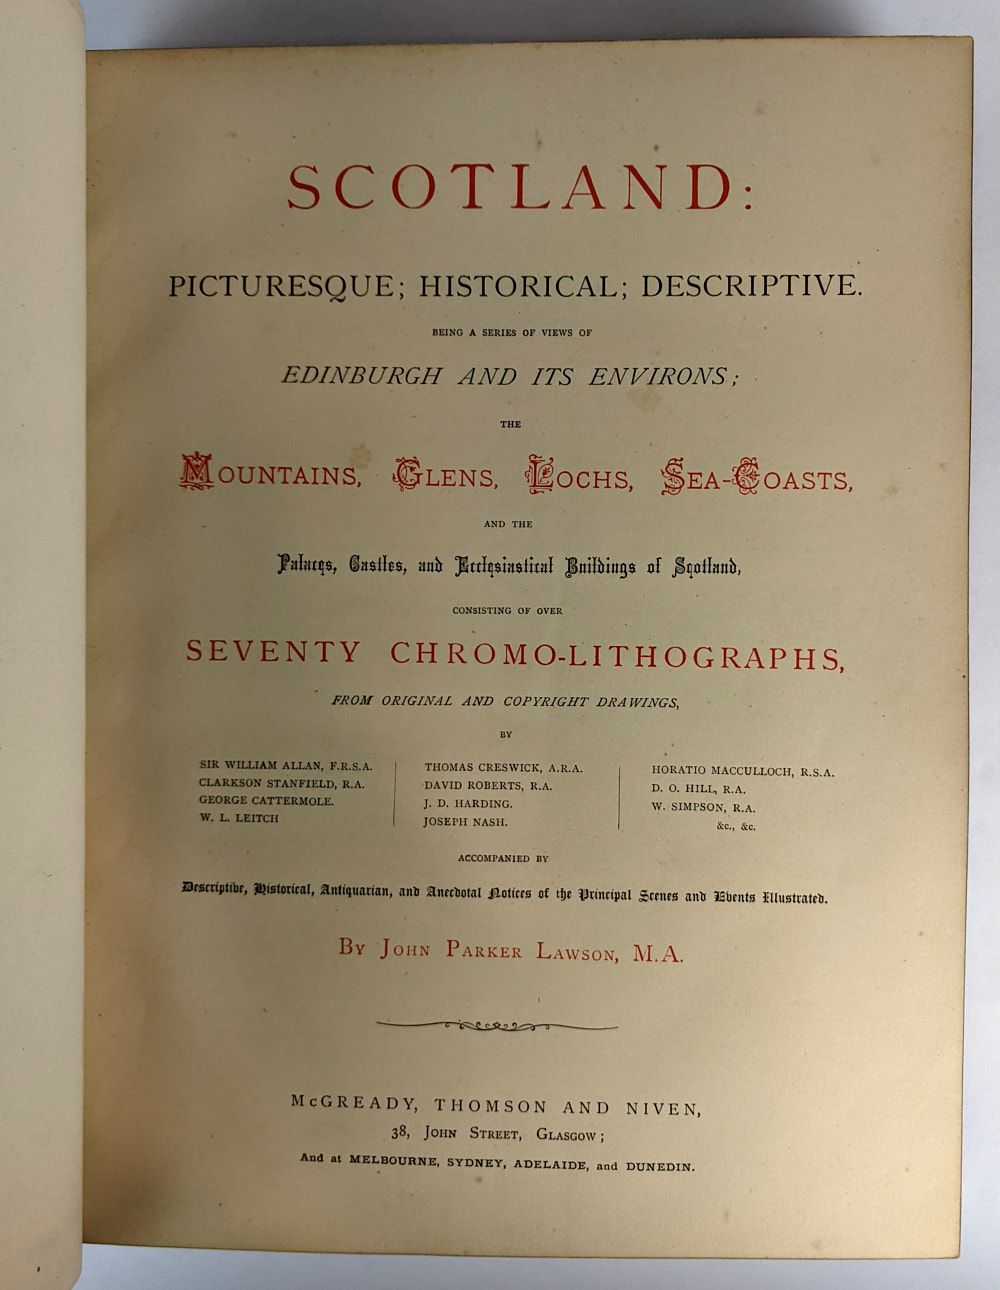 SCOTLAND:
PICTURESQUE; HISTORICAL; DESCRIPTIVE.
BEING A SERIES OF VIEWS OF
EDINBURGH AND ITS ENVIRONS;
THE
MOUNTAINS, GLENS, LOCHS, SEA-COASTS,
AND THE
Palaces, Castles, and Ecclesiastical Buildings of Scotland,
CONSISTING OF OVER
SEVENTY CHROMO-LITHOGRAPHS,
FROM ORIGINAL AND COPYRIGHT DRAWINGS,
BY
SIR WILLIAM ALLAN, F.R.S.A.
CLARKSON STANFIELD, R.A.
GEORGE CATTERMOLE.
W. L. LEITCH
THOMAS CRESWICK, A.R.A.
DAVID ROBERTS, R.A.
J. D. HARDING.
JOSEPH NASH.
HORATIO MACCULLOCH, R.S.A.
D. O. HILL, R.A.
W. SIMPSON, R.A.
&c., &c.
ACCOMPANIED BY
Descriptive, Historical, Antiquarian, and Anecdotal Notices of the Principal Scenes and Events Illustrated.
BY JOHN PARKER LAWSON, M.A.
McGREADY, THOMSON AND NIVEN,
38, JOHN STREET, GLASGOW;
And at MELBOURNE, SYDNEY, ADELAIDE, and DUNEDIN.